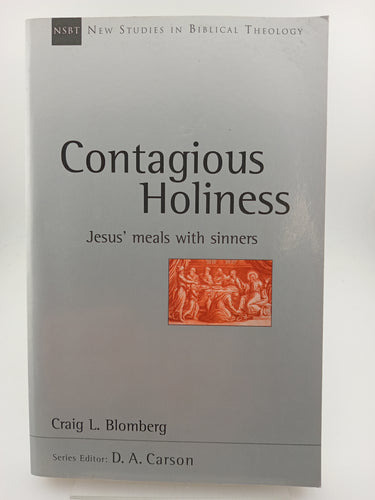 NSBT NEW STUDIES IN BIBLICAL THEOLOGY
Contagious
Holiness
Jesus' meals with sinners
Craig L. Blomberg
Series Editor: D. A. Carson